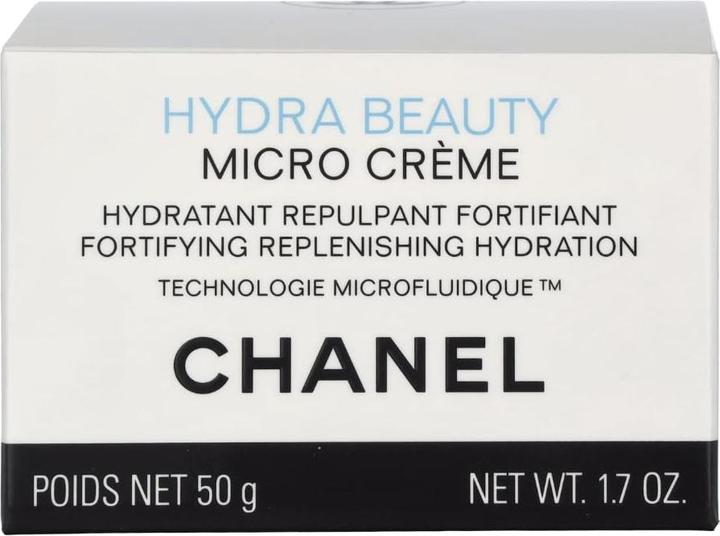 HYDRA BEAUTY
MICRO CRÈME
HYDRATANT REPULPANT FORTIFIANT
FORTIFYING REPLENISHING HYDRATION
TECHNOLOGIE MICROFLUIDIQUE™
CHANEL
POIDS NET 50 g NET WT. 1.7 OZ.